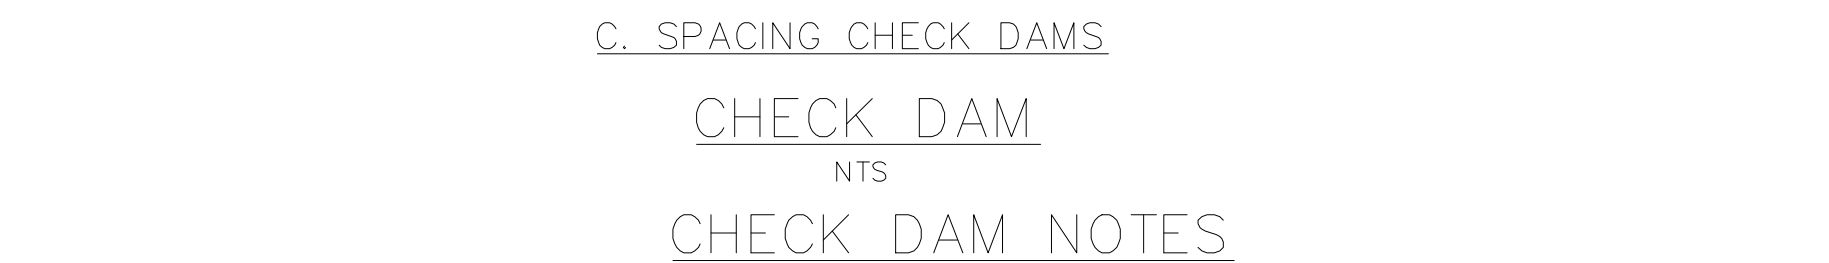 C. SPACING CHECK DAMS
CHECK DAM
NTS
CHECK DAM NOTES